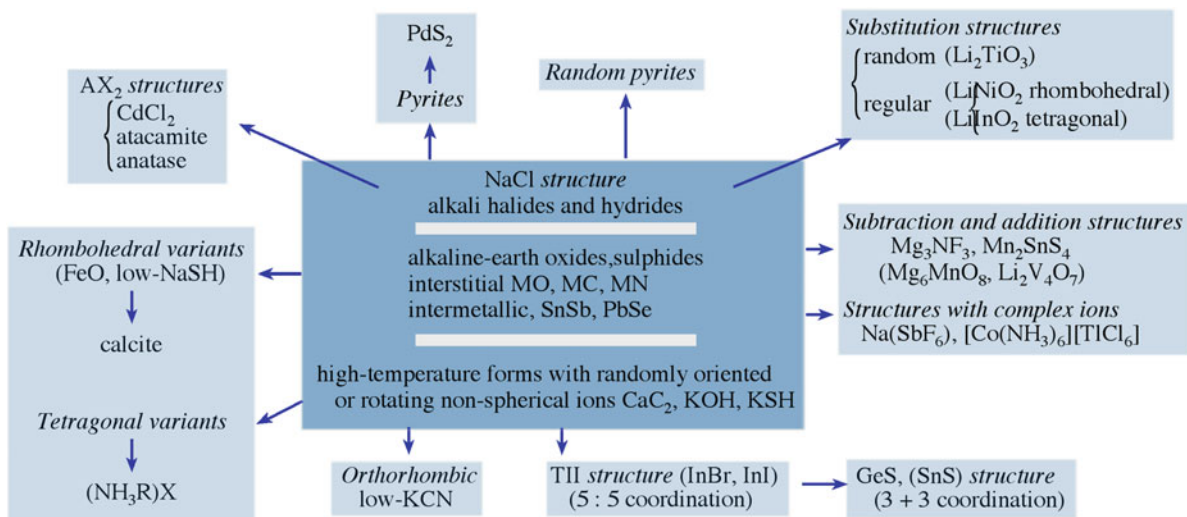 AX₂ structures
CdCl₂
atacamite
anatase
PdS₂
Pyrites
Random pyrites
Substitution structures
random (Li₂TiO₃)
regular (LiNiO₂ rhombohedral)
(LiInO₂ tetragonal)
NaCl structure
alkali halides and hydrides
alkaline-earth oxides,sulphides
interstitial MO, MC, MN
intermetallic, SnSb, PbSe
high-temperature forms with randomly oriented
or rotating non-spherical ions CaC₂, KOH, KSH
Rhombohedral variants
(FeO, low-NaSH)
calcite
Tetragonal variants
(NH₃R)X
Subtraction and addition structures
Mg₃NF₃, Mn₂SnS₄
(Mg₆MnO₈, Li₂V₄O₇)
Structures with complex ions
Na(SbF₆), [Co(NH₃)₆][TlCl₆]
Orthorhombic
low-KCN
TII structure (InBr, InI)
(5 : 5 coordination)
GeS, (SnS) structure
(3 + 3 coordination)